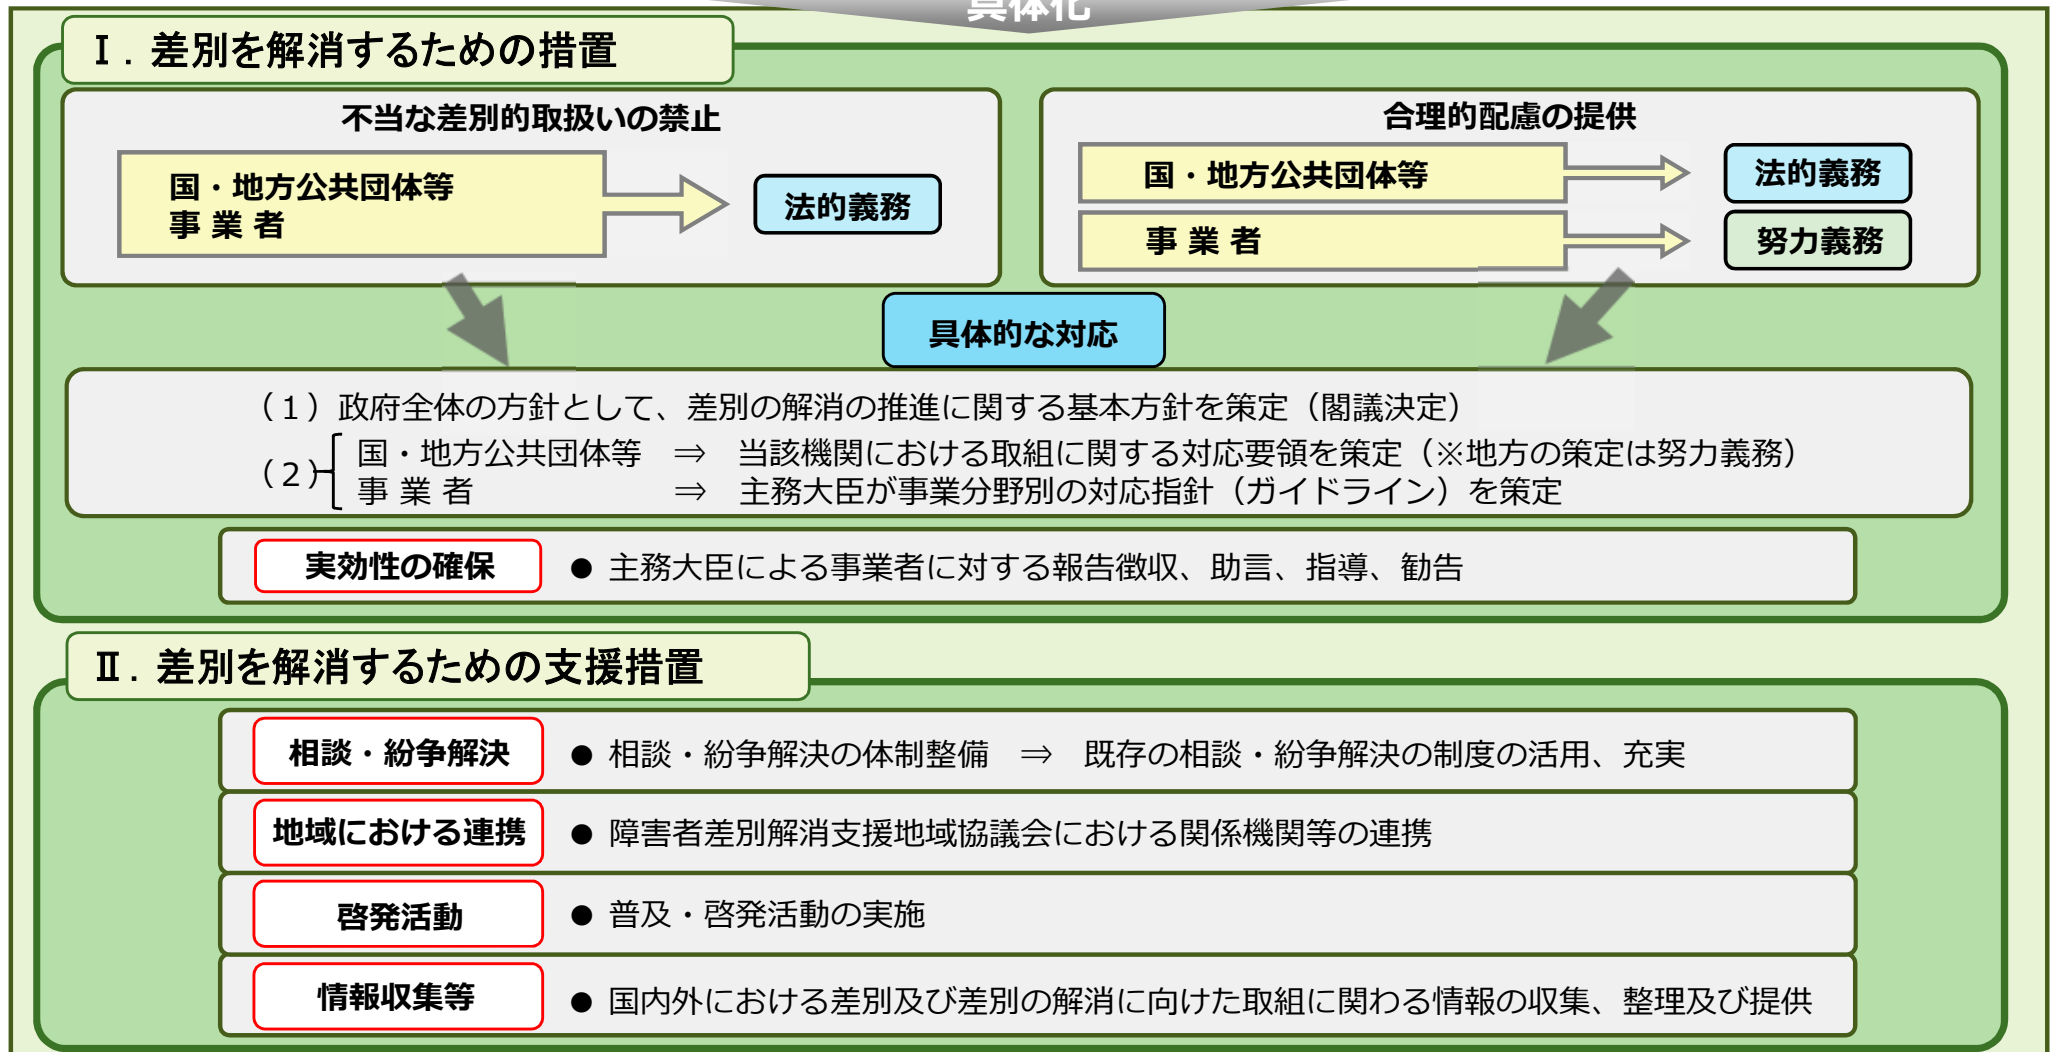 具体化
Ⅰ．差別を解消するための措置
不当な差別的取扱いの禁止
国・地方公共団体等
事 業 者
法的義務
合理的配慮の提供
国・地方公共団体等
法的義務
事 業 者
努力義務
具体的な対応
（１）政府全体の方針として、差別の解消の推進に関する基本方針を策定（閣議決定）
（２） 国・地方公共団体等　⇒　当該機関における取組に関する対応要領を策定（※地方の策定は努力義務）
事 業 者　⇒　主務大臣が事業分野別の対応指針（ガイドライン）を策定
実効性の確保　● 主務大臣による事業者に対する報告徴収、助言、指導、勧告
Ⅱ．差別を解消するための支援措置
相談・紛争解決　● 相談・紛争解決の体制整備　⇒　既存の相談・紛争解決の制度の活用、充実
地域における連携　● 障害者差別解消支援地域協議会における関係機関等の連携
啓発活動　● 普及・啓発活動の実施
情報収集等　● 国内外における差別及び差別の解消に向けた取組に関わる情報の収集、整理及び提供